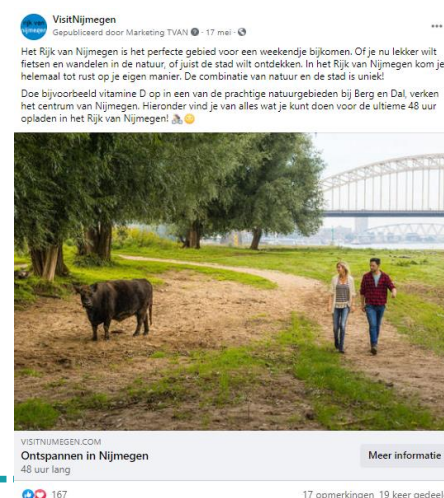 VisitNijmegen
Gepubliceerd door Marketing TVAN · 17 mei ·
Het Rijk van Nijmegen is het perfecte gebied voor een weekendje bijkomen. Of je nu lekker wilt
fietsen en wandelen in de natuur, of juist de stad wilt ontdekken. In het Rijk van Nijmegen kom je
helemaal tot rust op je eigen manier. De combinatie van natuur en de stad is uniek!
Doe bijvoorbeeld vitamine D op in een van de prachtige natuurgebieden bij Berg en Dal, verken
het centrum van Nijmegen. Hieronder vind je van alles wat je kunt doen voor de ultieme 48 uur
opladen in het Rijk van Nijmegen! 🚴🌞
VISITNIJMEGEN.COM
Ontspannen in Nijmegen
48 uur lang
Meer informatie
167
17 opmerkingen 19 keer gedeel